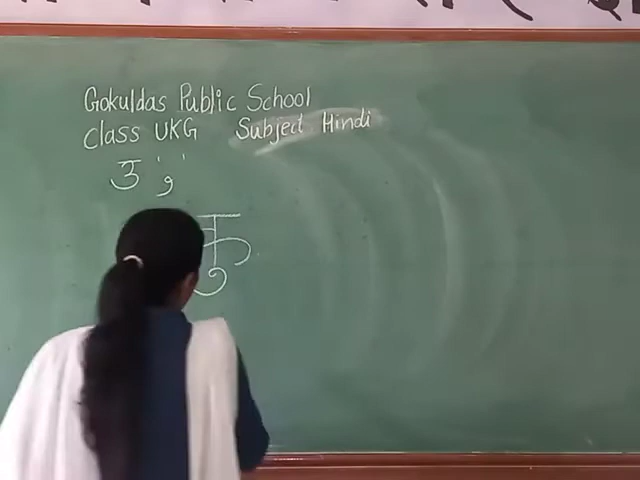 Gokuldas Public School
Class UKG Subject Hindi
उ 'ु'
कु